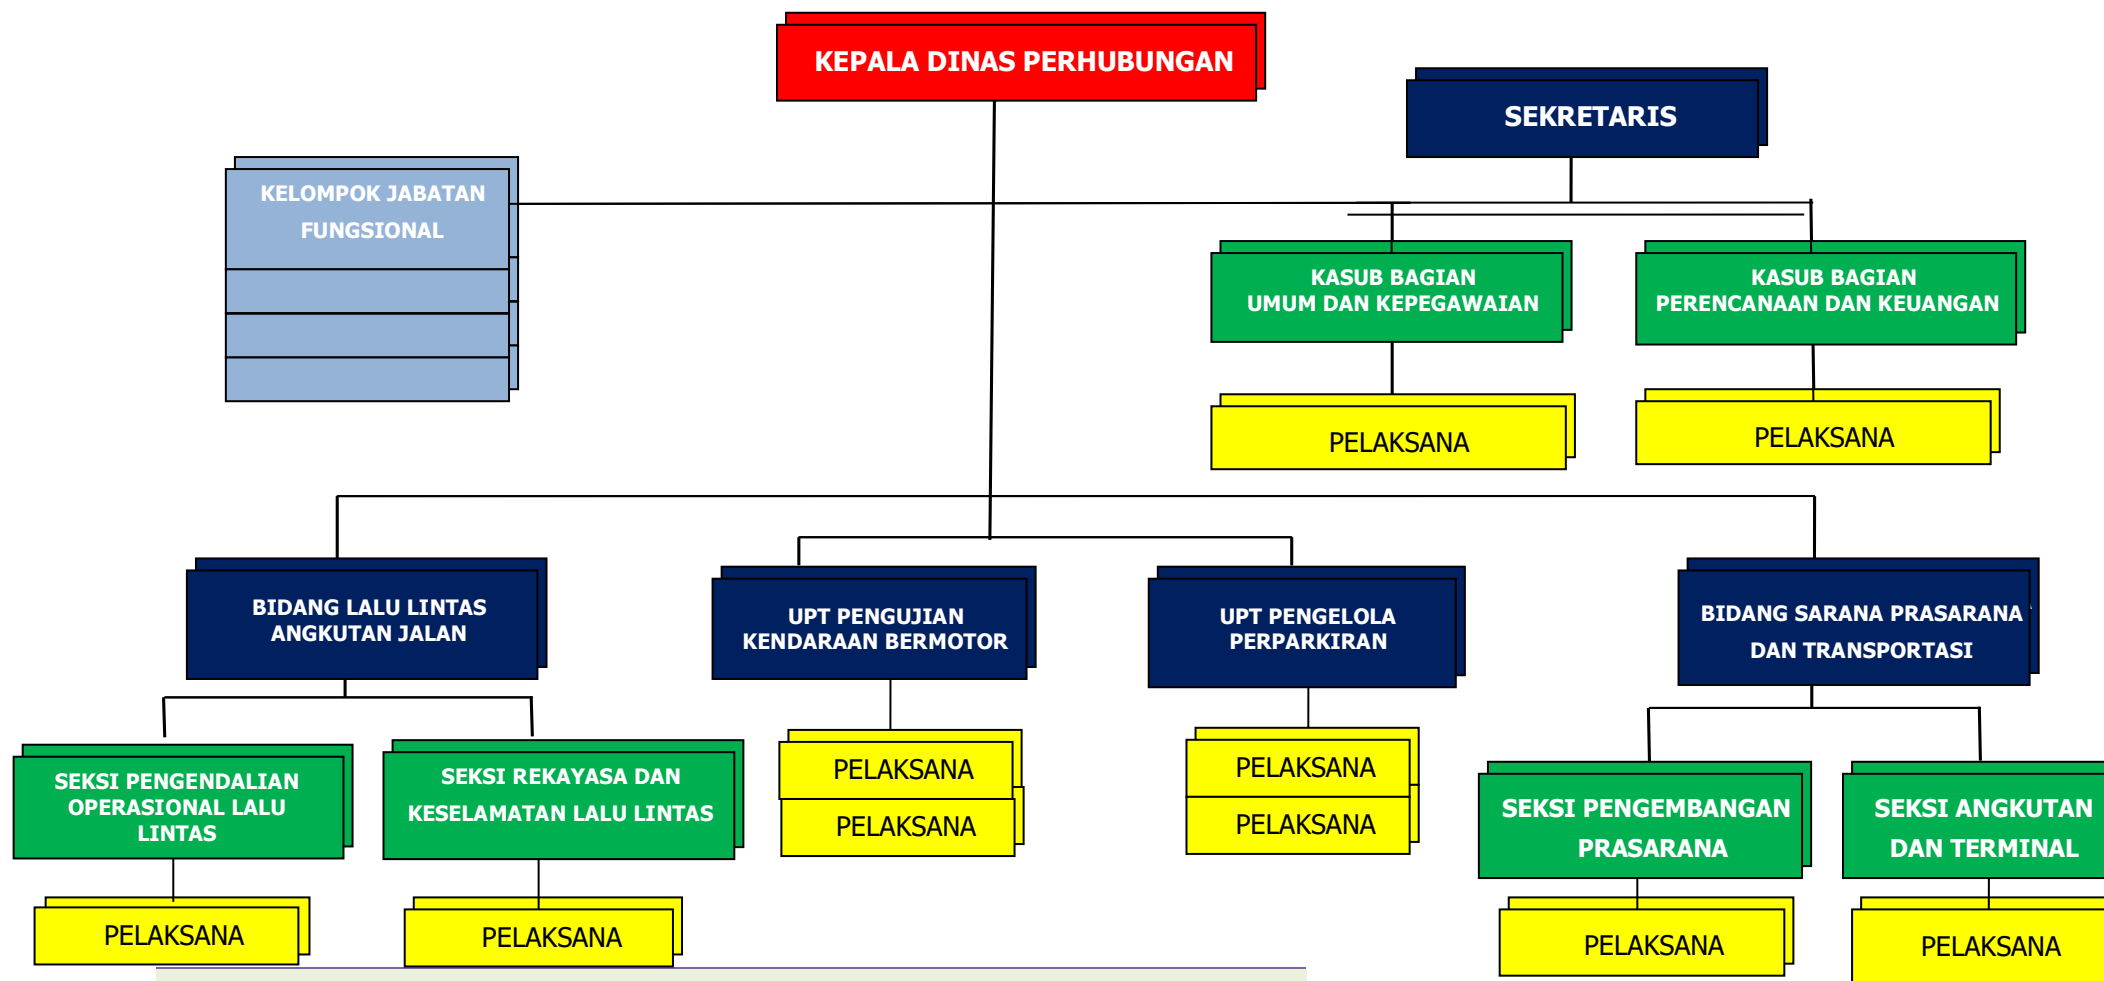 KEPALA DINAS PERHUBUNGAN
SEKRETARIS
KELOMPOK JABATAN
FUNGSIONAL
KASUB BAGIAN
UMUM DAN KEPEGAWAIAN
KASUB BAGIAN
PERENCANAAN DAN KEUANGAN
PELAKSANA
PELAKSANA
BIDANG LALU LINTAS
ANGKUTAN JALAN
UPT PENGUJIAN
KENDARAAN BERMOTOR
UPT PENGELOLA
PERPARKIRAN
BIDANG SARANA PRASARANA
DAN TRANSPORTASI
SEKSI PENGENDALIAN
OPERASIONAL LALU
LINTAS
SEKSI REKAYASA DAN
KESELAMATAN LALU LINTAS
PELAKSANA
PELAKSANA
PELAKSANA
PELAKSANA
SEKSI PENGEMBANGAN
PRASARANA
SEKSI ANGKUTAN
DAN TERMINAL
PELAKSANA
PELAKSANA
PELAKSANA
PELAKSANA